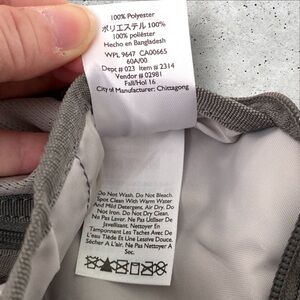 100% Polyester
ポリエステル 100%
100% poliéster
Hecho en Bangladesh
WPL 9647 CA00665
60A/00
Dept # 023 Item # 2314
Vendor # 02981
Fall/Hol 16
City of Manufacturer: Chittagong
Do Not Wash. Do Not Bleach.
Spot Clean With Warm Water
And Mild Detergent. Air Dry. Do
Not Iron. Do Not Dry Clean.
Ne Pas Laver. Ne Pas Utiliser De
Javellisant. Nettoyer En
Tamponnant Les Taches Avec De
L'eau Tiède Et Une Lessive Douce.
Sécher A L'air. Ne Pas Nettoyer A
Sec.